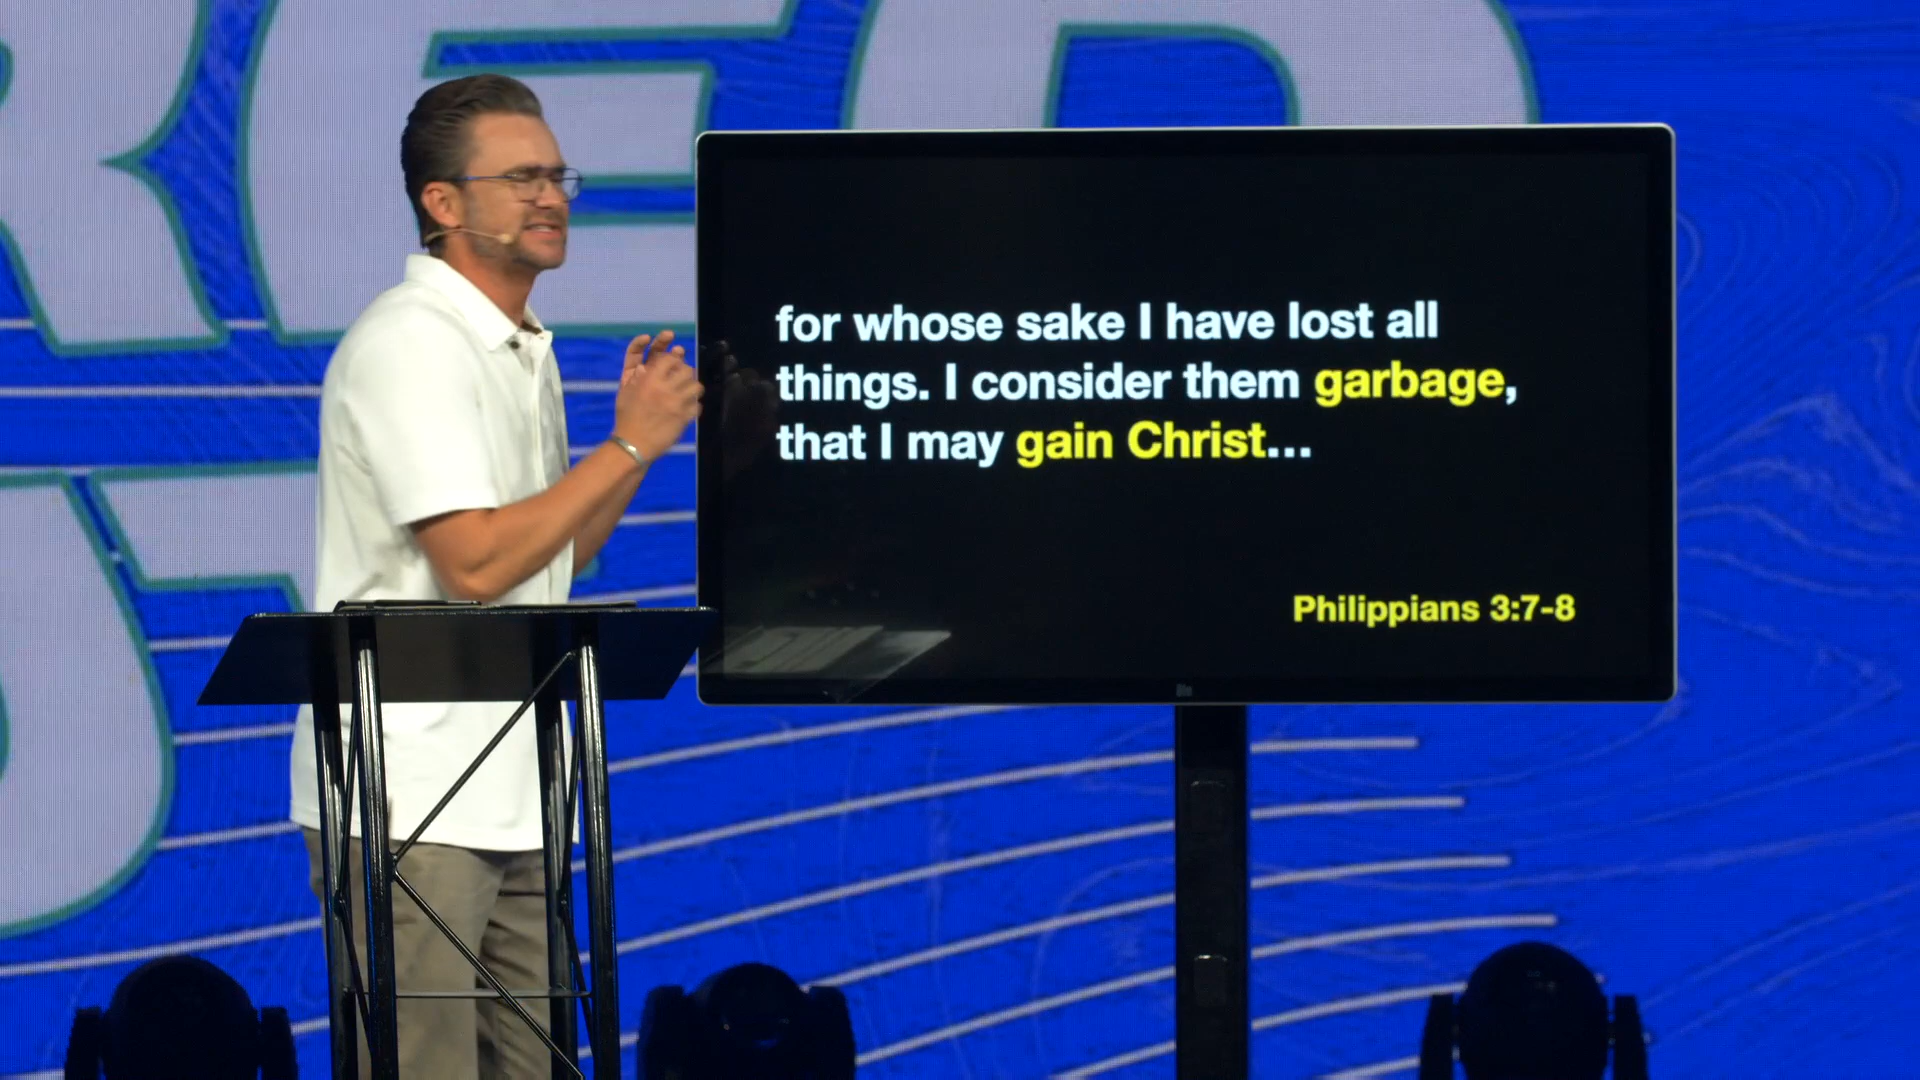 for whose sake I have lost all
things. I consider them garbage,
that I may gain Christ...
Philippians 3:7-8